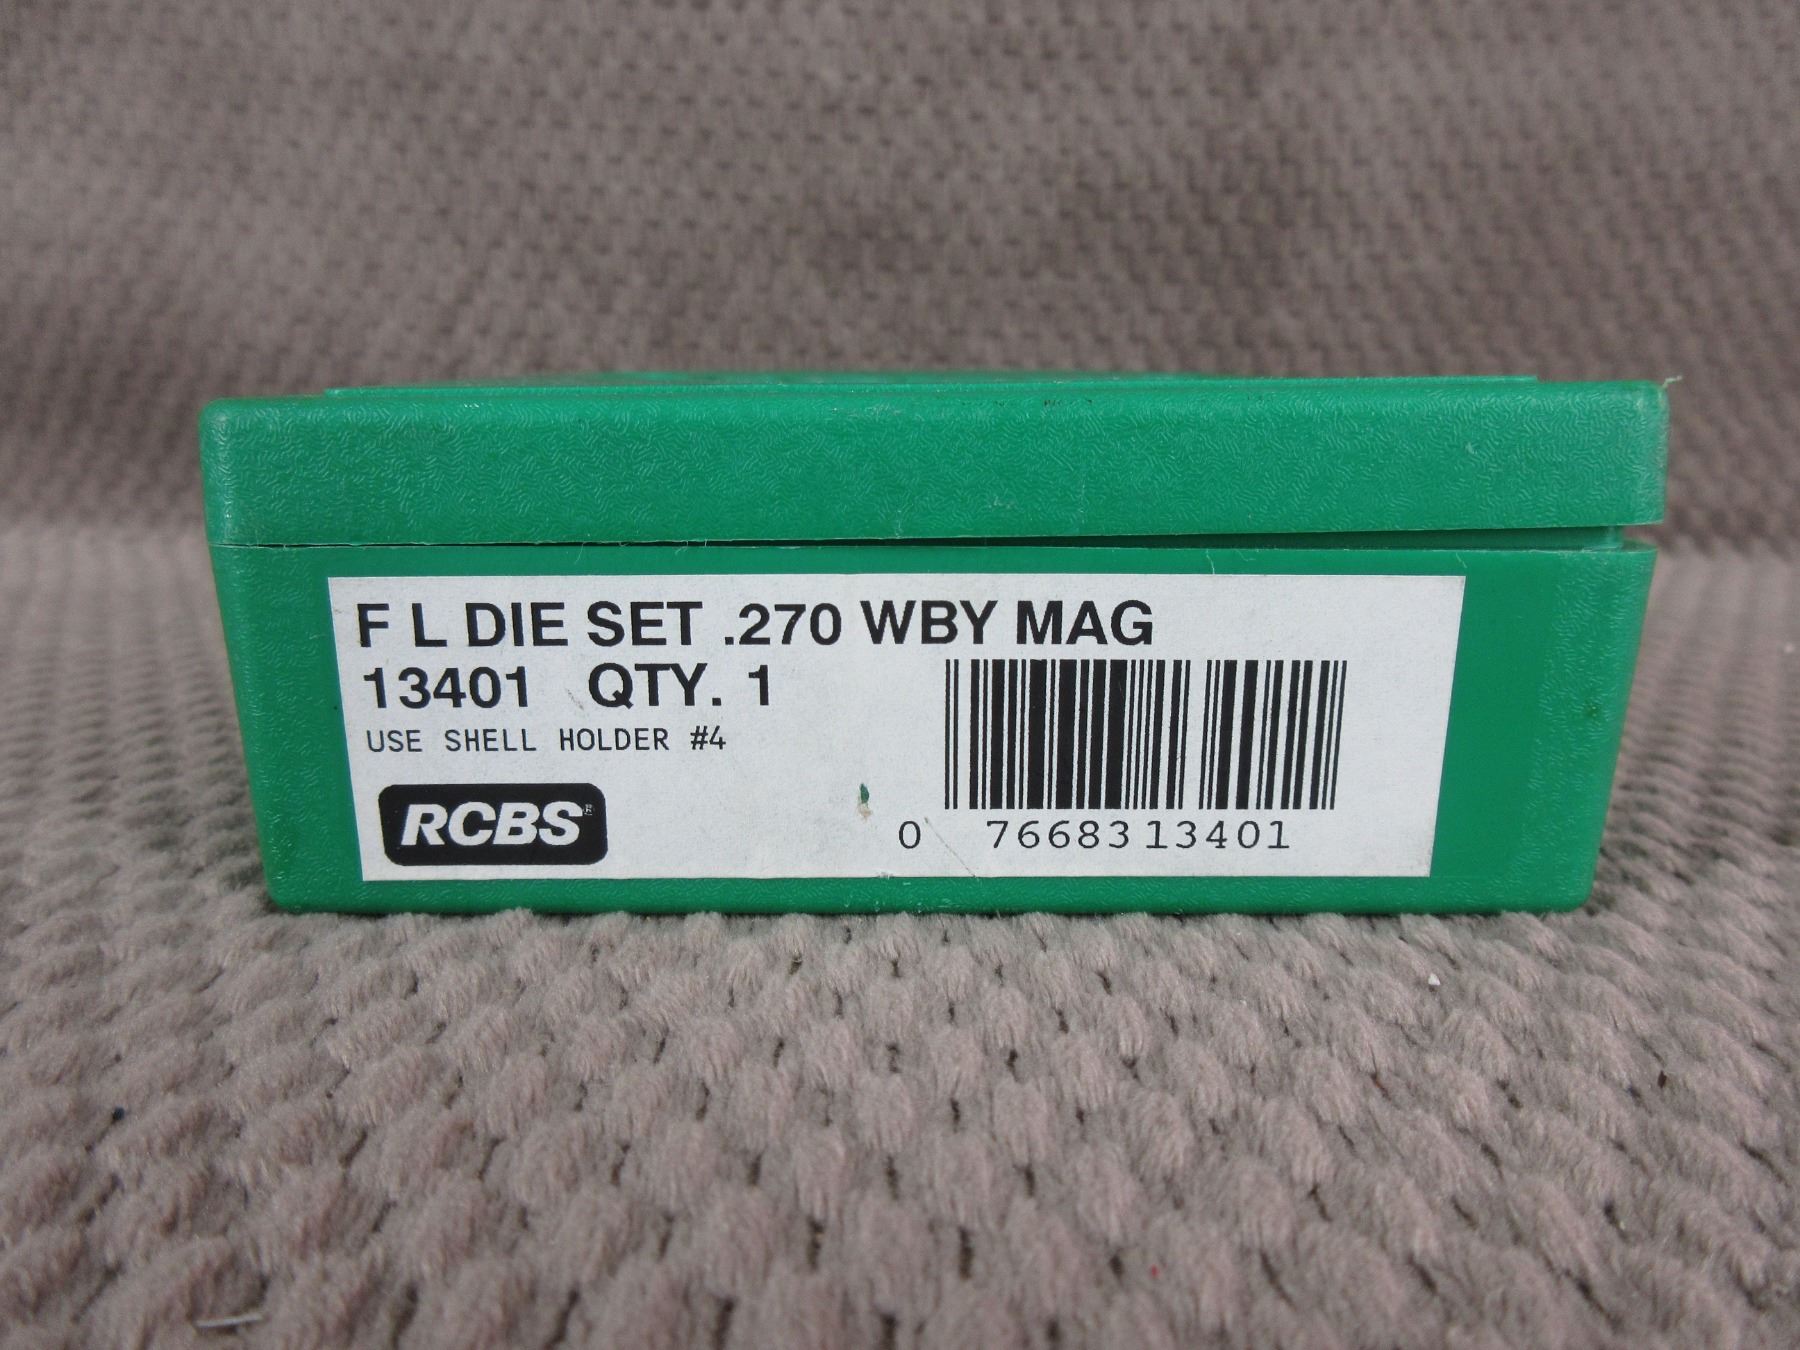 F L DIE SET .270 WBY MAG
13401 QTY. 1
USE SHELL HOLDER #4
RCBS®
0 76683 13401